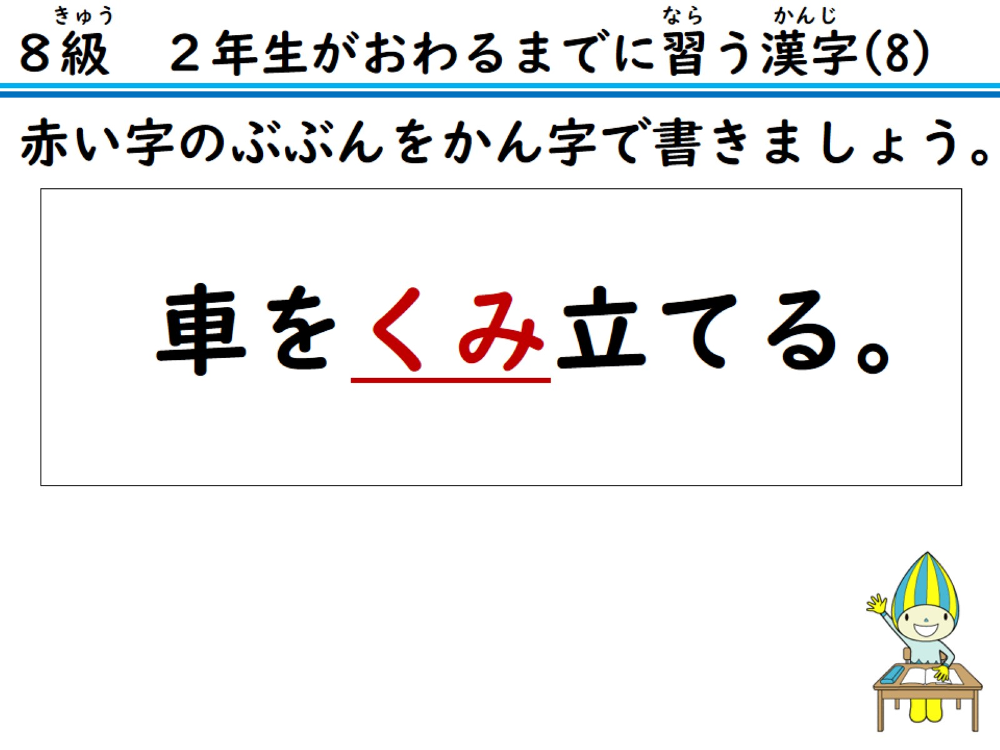 きゅう なら かんじ
８級　２年生がおわるまでに習う漢字(8)
赤い字のぶぶんをかん字で書きましょう。
車をくみ立てる。